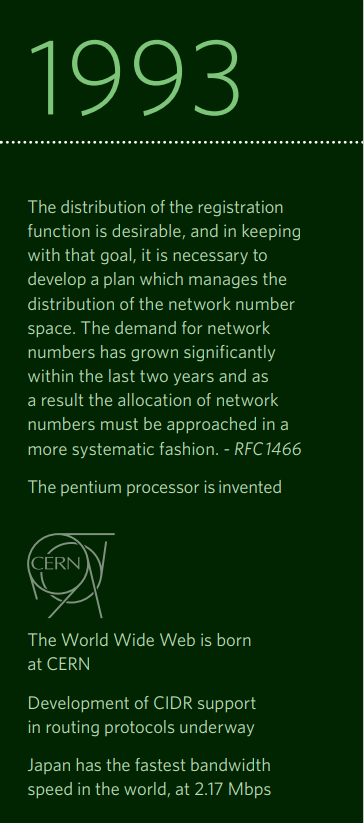 1993
The distribution of the registration
function is desirable, and in keeping
with that goal, it is necessary to
develop a plan which manages the
distribution of the network number
space. The demand for network
numbers has grown significantly
within the last two years and as
a result the allocation of network
numbers must be approached in a
more systematic fashion. - RFC1466
The pentium processor is invented
CERN
The World Wide Web is born
at CERN
Development of CIDR support
in routing protocols underway
Japan has the fastest bandwidth
speed in the world, at 2.17 Mbps